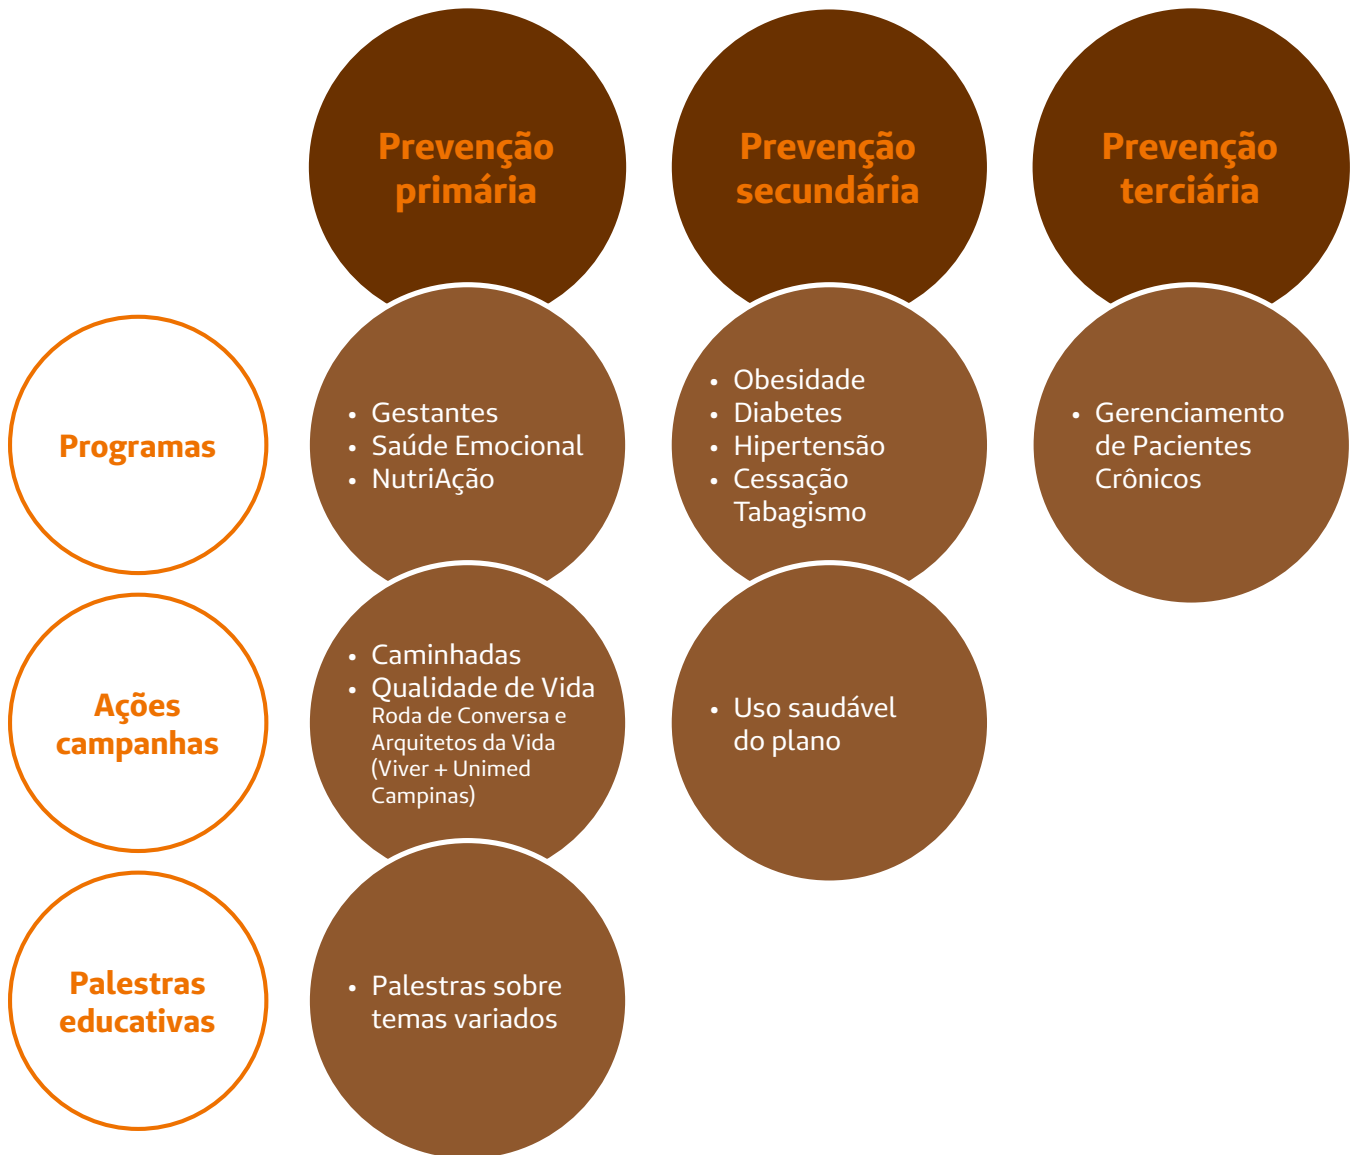 Prevenção
primária
Prevenção
secundária
Prevenção
terciária
Programas
• Gestantes
• Saúde Emocional
• NutriAção
• Obesidade
• Diabetes
• Hipertensão
• Cessação
Tabagismo
• Gerenciamento
de Pacientes
Crônicos
Ações
campanhas
• Caminhadas
• Qualidade de Vida
Roda de Conversa e
Arquitetos da Vida
(Viver + Unimed
Campinas)
• Uso saudável
do plano
Palestras
educativas
• Palestras sobre
temas variados